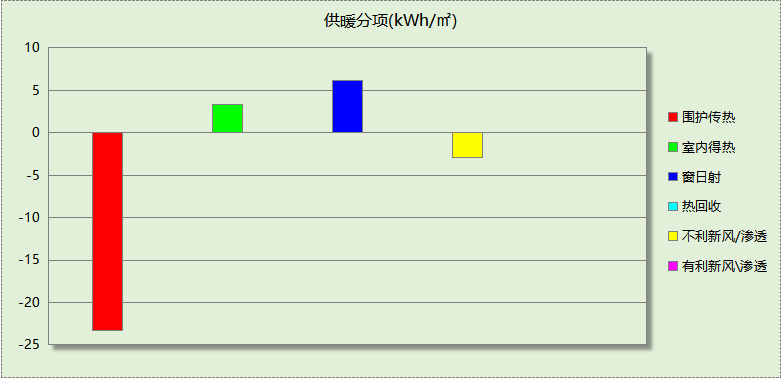 供暖分项(kWh/㎡)
10
5
0
-5
-10
-15
-20
-25
围护传热
室内得热
窗日射
热回收
不利新风/渗透
有利新风\渗透